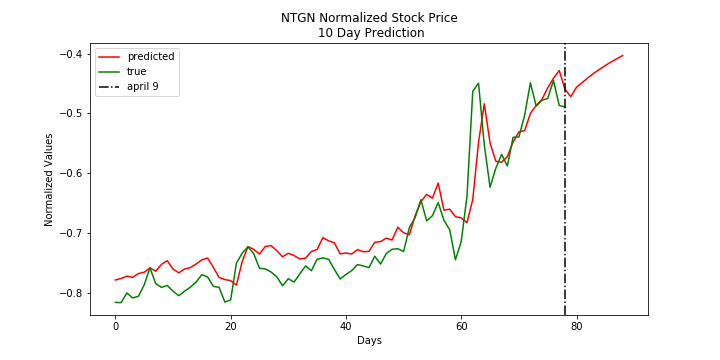 NTGN Normalized Stock Price
10 Day Prediction
predicted
true
april 9
−0.4
−0.5
−0.6
−0.7
−0.8
Normalized Values
0 20 40 60 80
Days